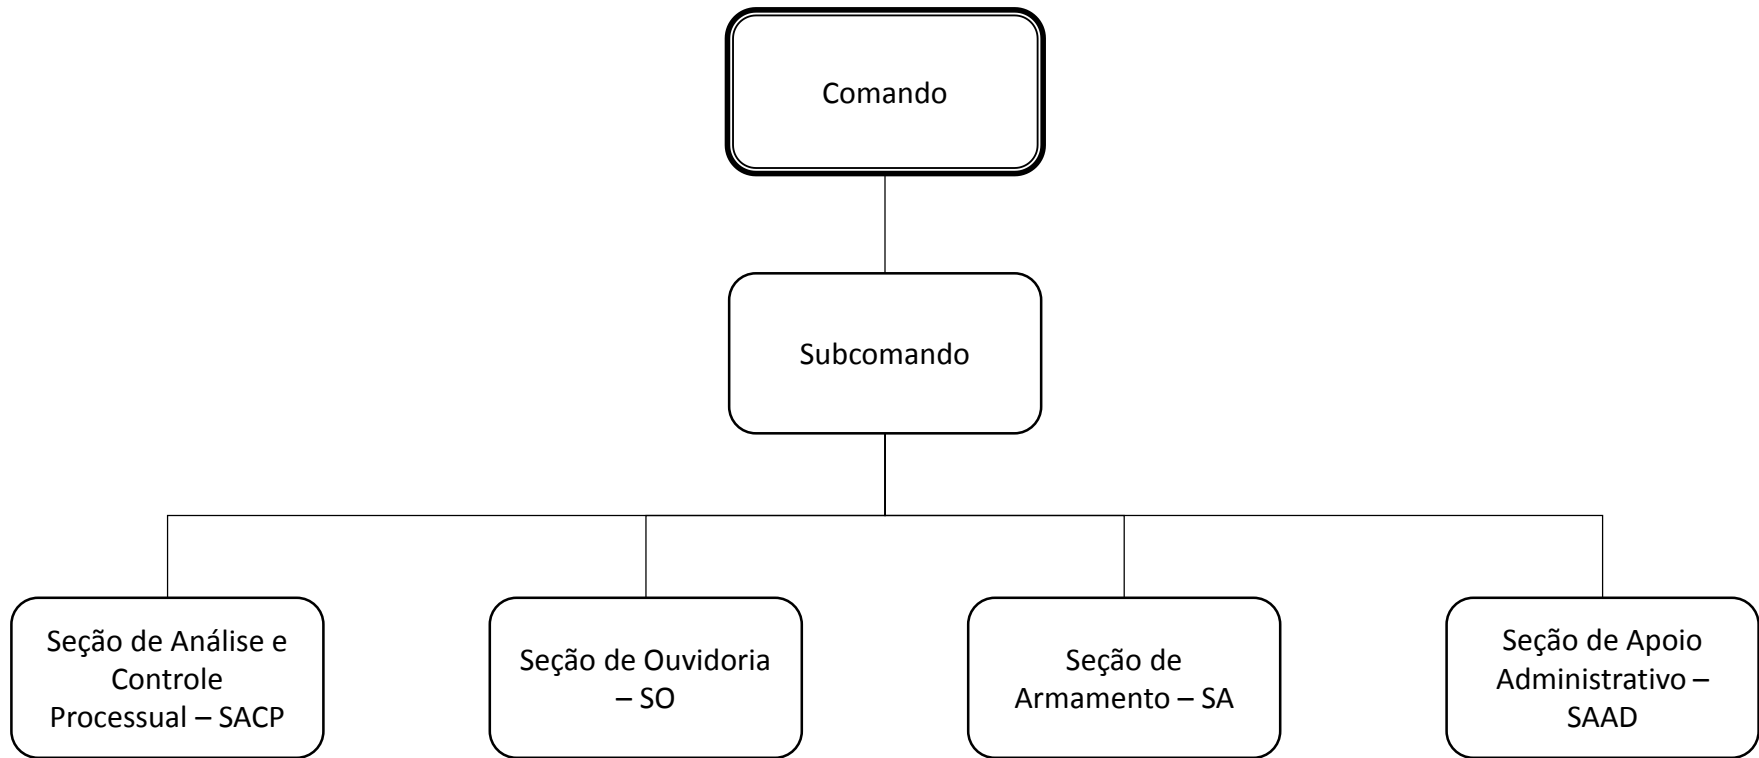 Comando
Subcomando
Seção de Análise e
Controle
Processual – SACP
Seção de Ouvidoria
– SO
Seção de
Armamento – SA
Seção de Apoio
Administrativo –
SAAD